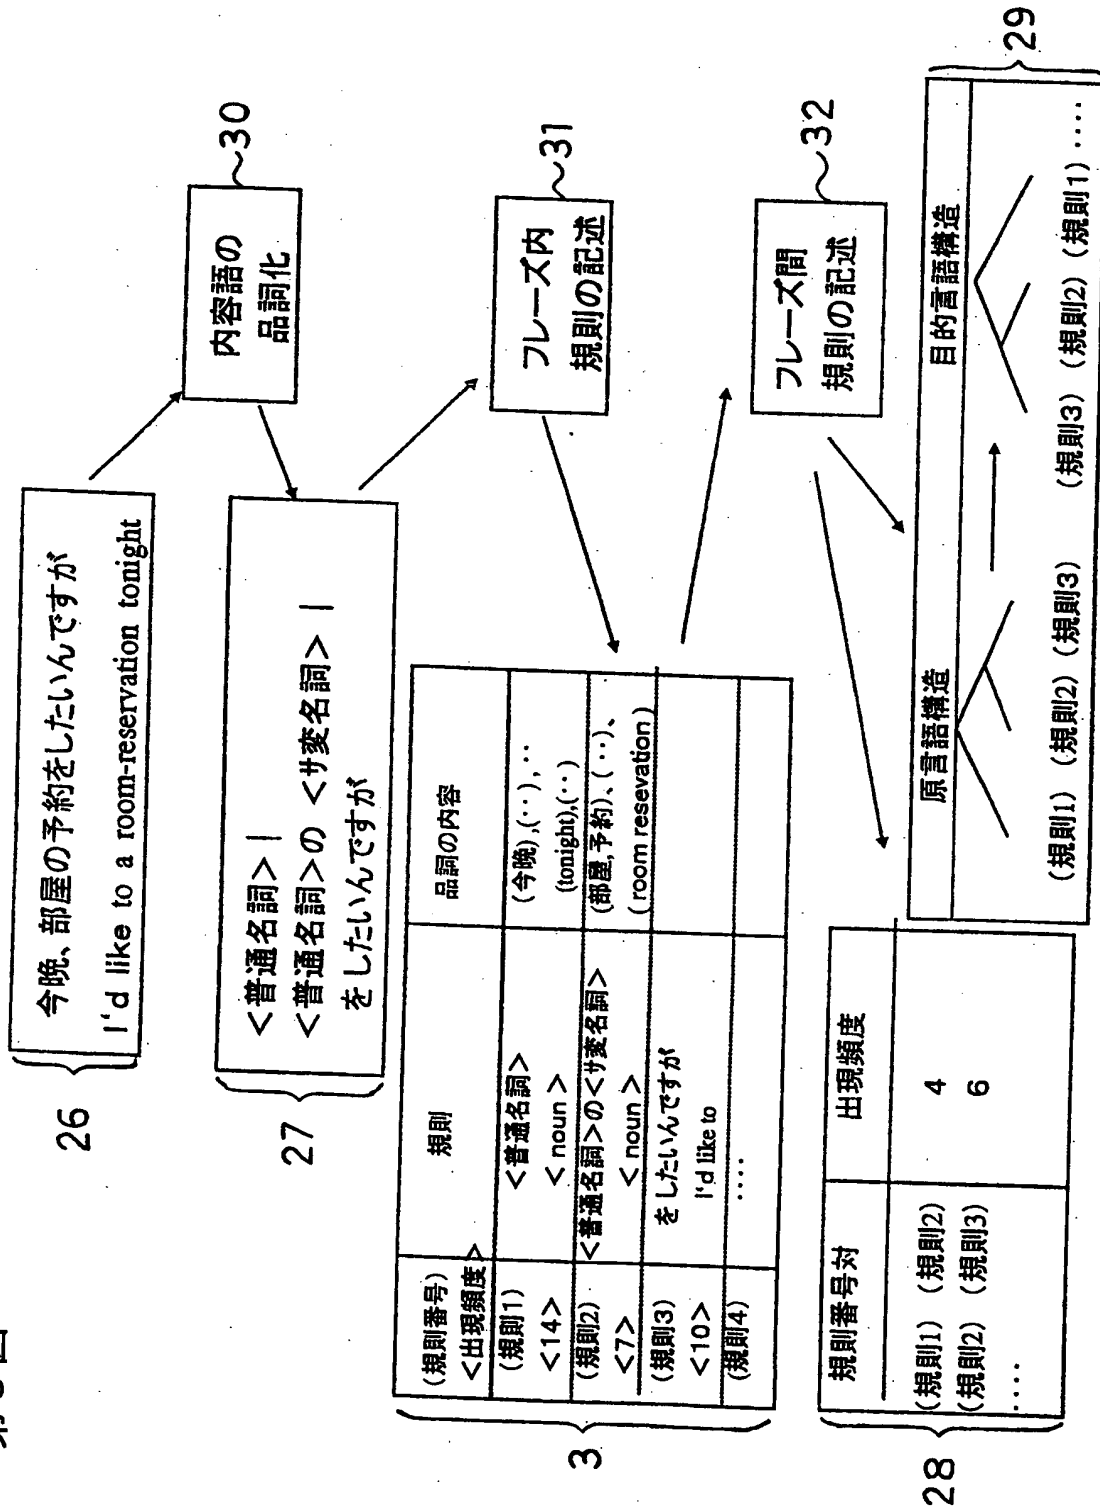 26
今晩、部屋の予約をしたいんですが
I'd like to a room-reservation tonight
内容語の
品詞化
30
27
<普通名詞> |
<普通名詞>の <サ変名詞> |
をしたいんですが
フレーズ内
規則の記述
31
3
(規則番号)
<出現頻度>
規則
品詞の内容
(規則1)
<14>
<普通名詞>
< noun >
(今晩),(‥),‥
(tonight),(‥)
(規則2)
<7>
<普通名詞>の<サ変名詞>
< noun >
(部屋,予約)、(‥)、
( room resevation )
(規則3)
<10>
をしたいんですが
I'd like to
(規則4)
‥‥
フレーズ間
規則の記述
32
28
規則番号対
出現頻度
(規則1) (規則2)
4
(規則2) (規則3)
6
‥‥
原言語構造
目的言語構造
29
(規則1) (規則2) (規則3)
(規則3) (規則2) (規則1) ‥‥